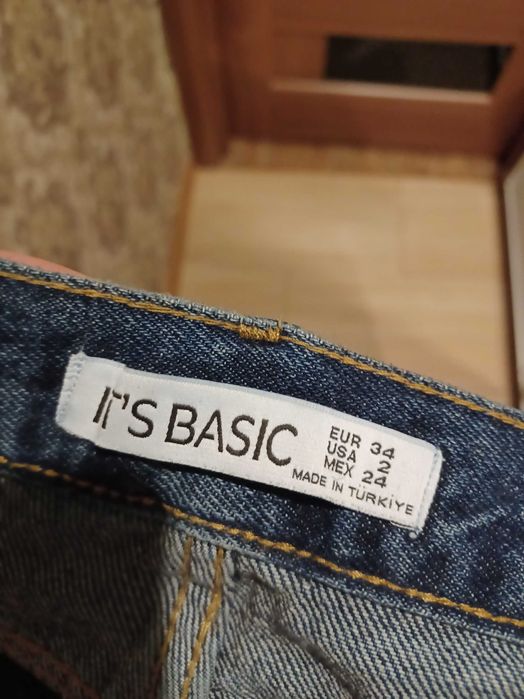 IT'S BASIC
EUR 34
USA 2
MEX 24
MADE IN TÜRKİYE